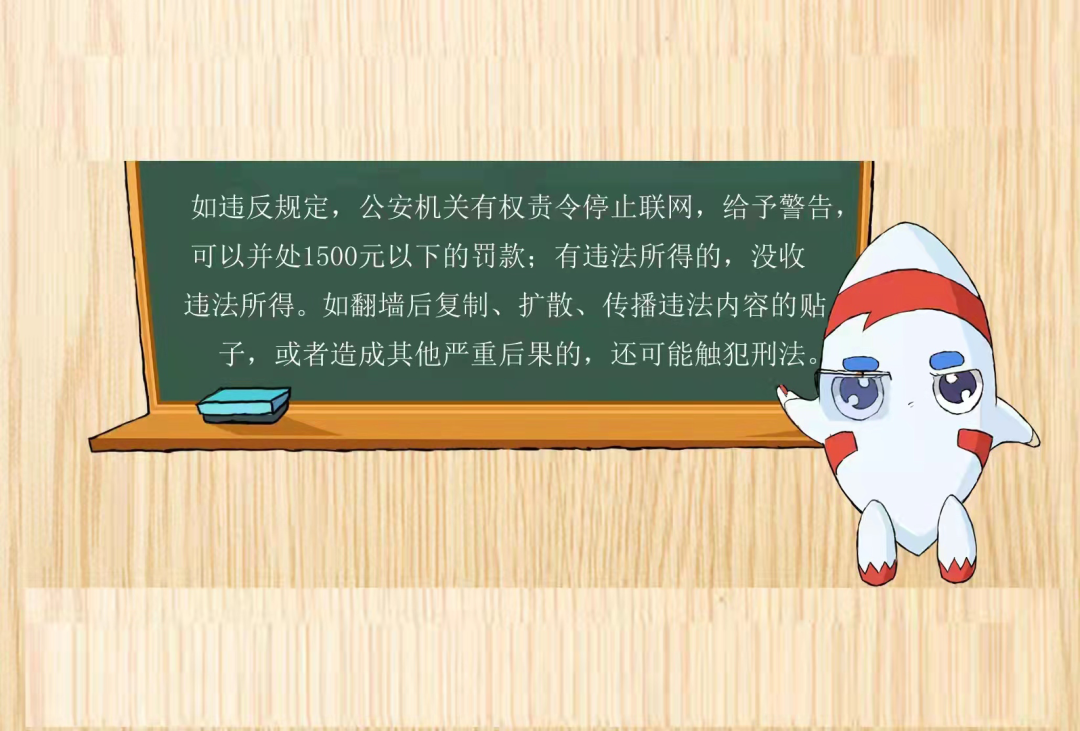 如违反规定，公安机关有权责令停止联网，给予警告，
可以并处1500元以下的罚款；有违法所得的，没收
违法所得。如翻墙后复制、扩散、传播违法内容的贴
子，或者造成其他严重后果的，还可能触犯刑法。